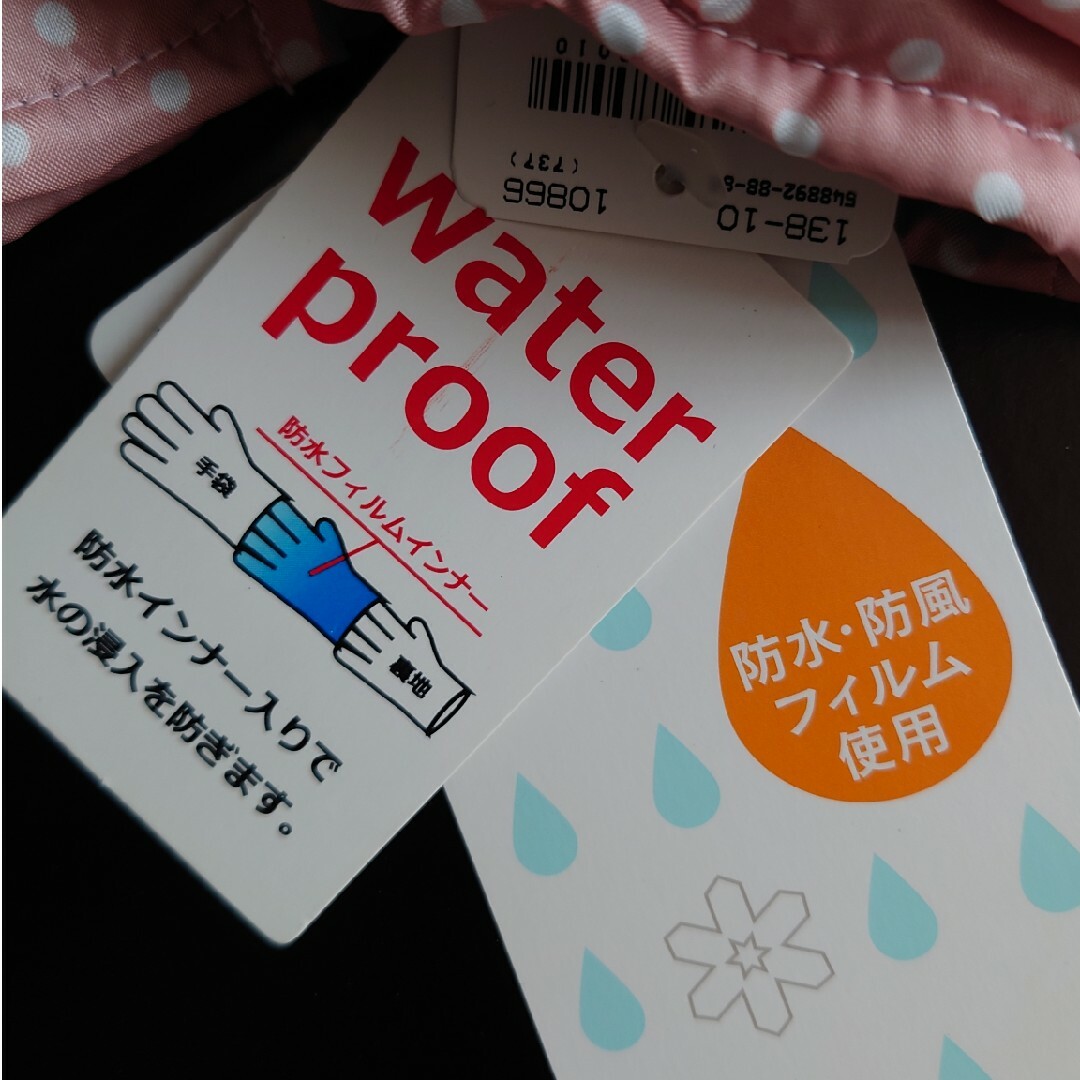 water
proof
防水フィルムインナー
手袋
裏地
防水インナー入りで
水の浸入を防ぎます。
防水・防風
フィルム
使用
138-10
10866
(737)